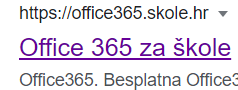 https://office365.skole.hr
Office 365 za škole
Office365. Besplatna Office3